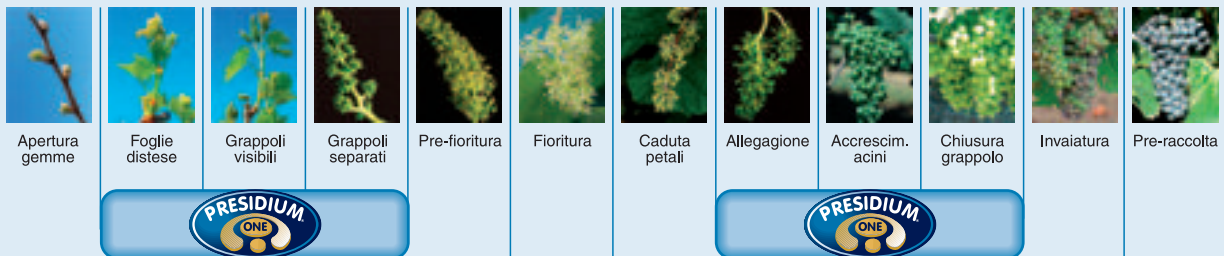 Apertura
gemme
Foglie
distese
Grappoli
visibili
Grappoli
separati
Pre-fioritura
Fioritura
Caduta
petali
Allegagione
Accrescim.
acini
Chiusura
grappolo
Invaiatura
Pre-raccolta
PRESIDIUM
ONE
PRESIDIUM
ONE